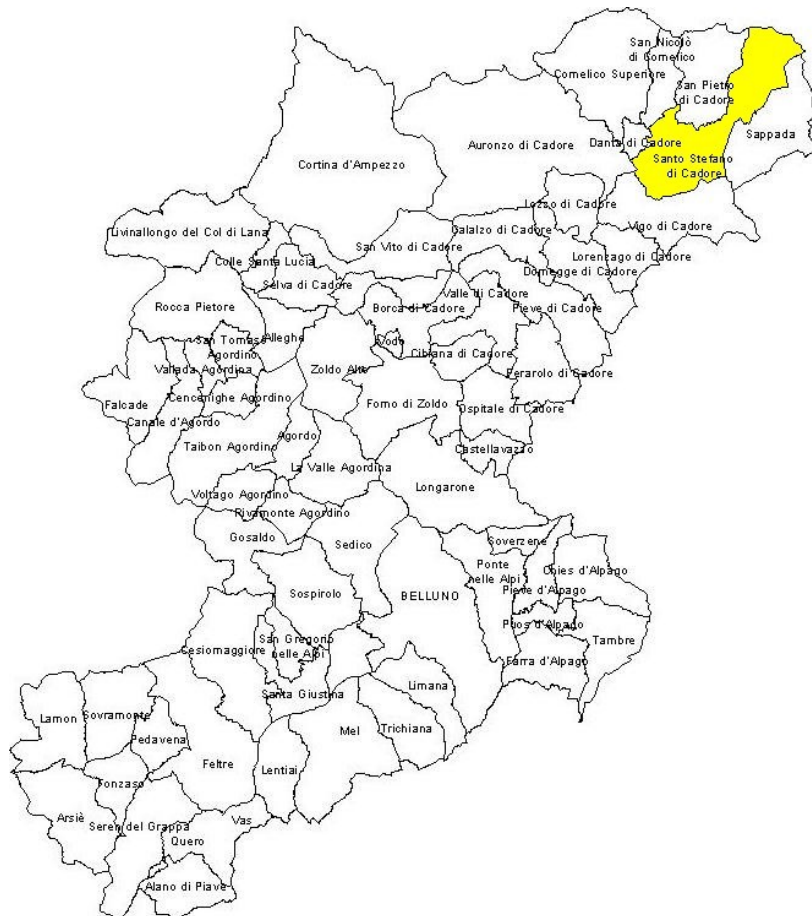 San Nicolò
di Comelico
Comelico Superiore
San Pietro
di Cadore
Sappada
Danta di Cadore
Auronzo di Cadore
Santo Stefano
di Cadore
Cortina d'Ampezzo
Lozzo di Cadore
Livinallongo del Col di Lana
San Vito di Cadore
Calalzo di Cadore
Vigo di Cadore
Colle Santa Lucia
Lorenzago di Cadore
Domegge di Cadore
Selva di Cadore
Valle di Cadore
Rocca Pietore
Borca di Cadore
Pieve di Cadore
San Tomaso
Agordino
Alleghe
Vodo
Cibiana di Cadore
Vallada Agordina
Zoldo Alto
Perarolo di Cadore
Cencenighe Agordino
Falcade
Forno di Zoldo
Ospitale di Cadore
Canale d'Agordo
Agordo
Taibon Agordino
Castellavazzo
La Valle Agordina
Longarone
Voltago Agordino
Rivamonte Agordino
Gosaldo
Sedico
Soverzene
Ponte
nelle Alpi
Chies d'Alpago
Pieve d'Alpago
Sospirolo
BELLUNO
Puos d'Alpago
Tambre
San Gregorio
nelle Alpi
Cesiomaggiore
Farra d'Alpago
Limana
Santa Giustina
Lamon
Sovramonte
Trichiana
Mel
Pedavena
Feltre
Lentiai
Fonzaso
Arsiè
Vas
Seren del Grappa
Quero
Alano di Piave